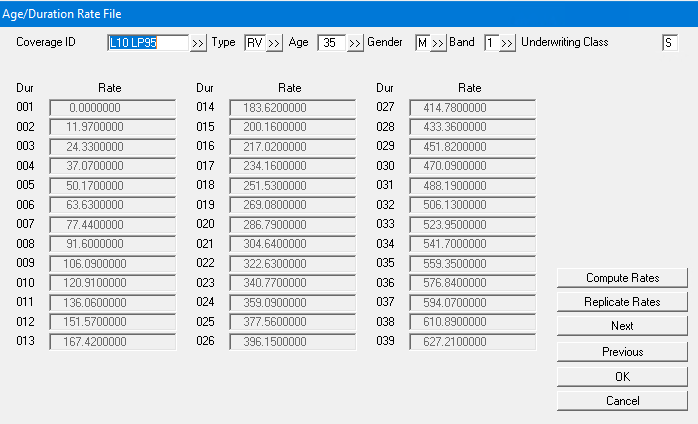 Age/Duration Rate File
Coverage ID L10 LP95 >> Type RV >> Age 35 >> Gender M >> Band 1 >> Underwriting Class S
Dur Rate Dur Rate Dur Rate
001 0.0000000 014 183.6200000 027 414.7800000
002 11.9700000 015 200.1600000 028 433.3600000
003 24.3300000 016 217.0200000 029 451.8200000
004 37.0700000 017 234.1600000 030 470.0900000
005 50.1700000 018 251.5300000 031 488.1900000
006 63.6300000 019 269.0800000 032 506.1300000
007 77.4400000 020 286.7900000 033 523.9500000
008 91.6000000 021 304.6400000 034 541.7000000
009 106.0900000 022 322.6300000 035 559.3500000
010 120.9100000 023 340.7700000 036 576.8400000
011 136.0600000 024 359.0900000 037 594.0700000
012 151.5700000 025 377.5600000 038 610.8900000
013 167.4200000 026 396.1500000 039 627.2100000
Compute Rates
Replicate Rates
Next
Previous
OK
Cancel